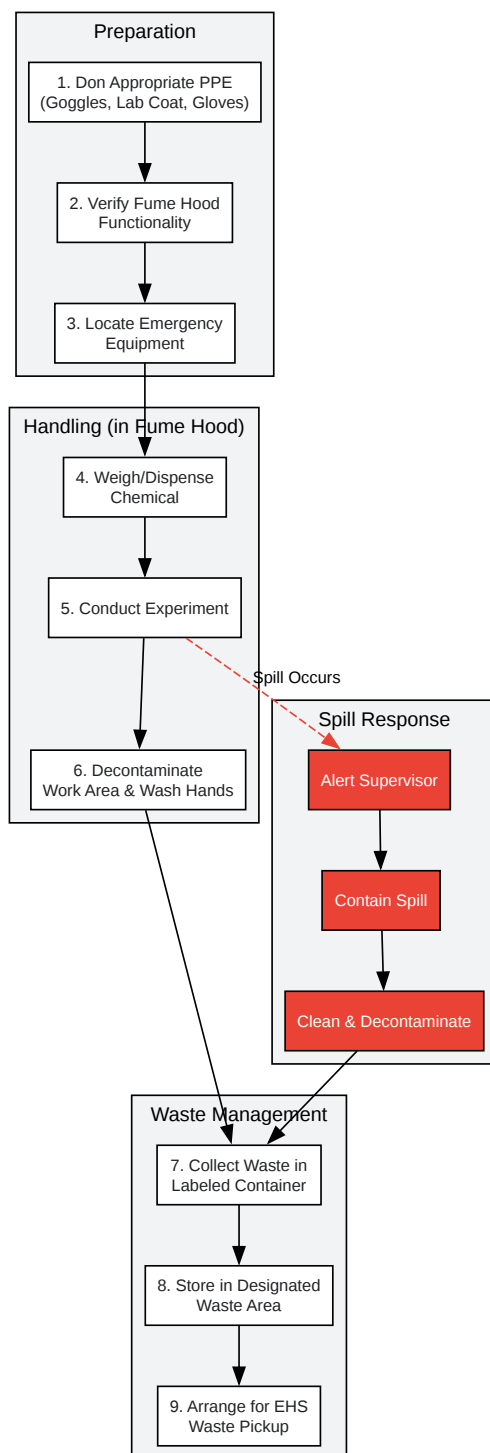 Preparation
1. Don Appropriate PPE
(Goggles, Lab Coat, Gloves)
2. Verify Fume Hood
Functionality
3. Locate Emergency
Equipment
Handling (in Fume Hood)
4. Weigh/Dispense
Chemical
5. Conduct Experiment
Spill Occurs
6. Decontaminate
Work Area & Wash Hands
Spill Response
Alert Supervisor
Contain Spill
Clean & Decontaminate
Waste Management
7. Collect Waste in
Labeled Container
8. Store in Designated
Waste Area
9. Arrange for EHS
Waste Pickup